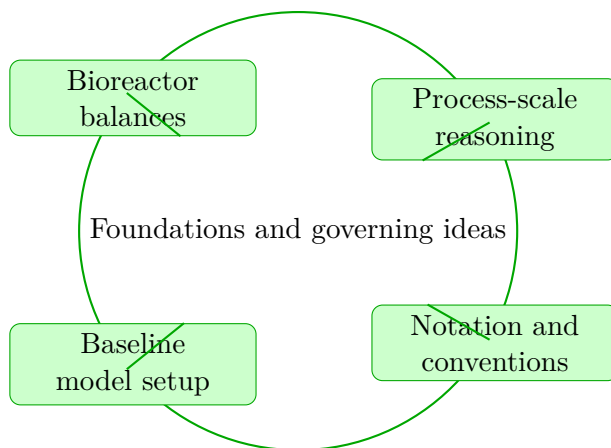 Bioreactor
balances
Process-scale
reasoning
Foundations and governing ideas
Baseline
model setup
Notation and
conventions